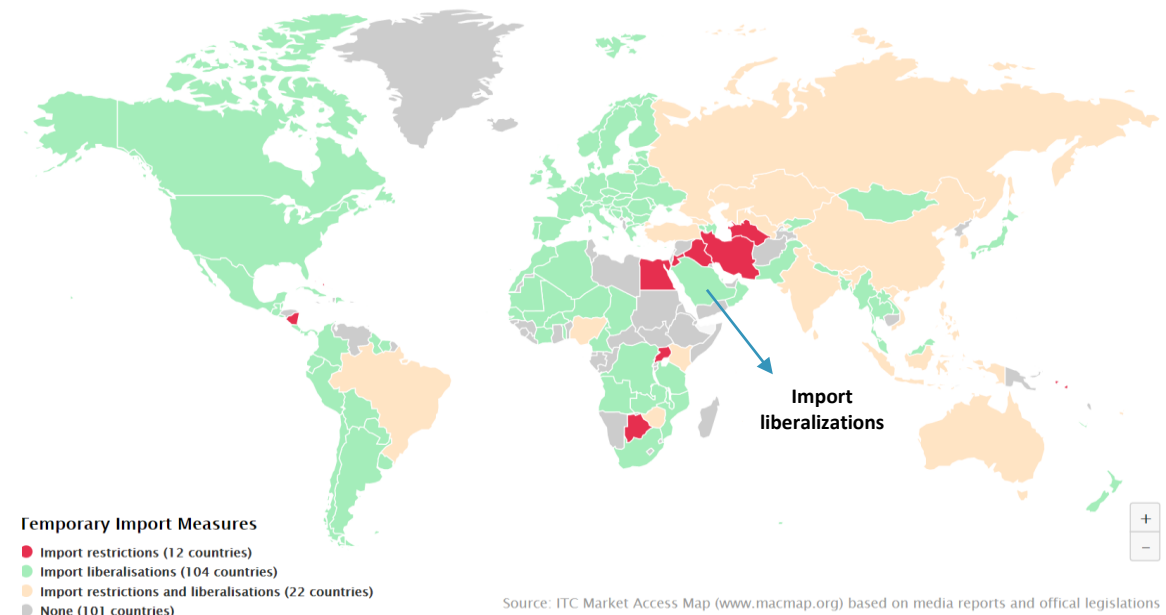 Import
liberalizations
Temporary Import Measures
Import restrictions (12 countries)
Import liberalisations (104 countries)
Import restrictions and liberalisations (22 countries)
None (101 countries)
+
−
Source: ITC Market Access Map (www.macmap.org) based on media reports and offical legislations